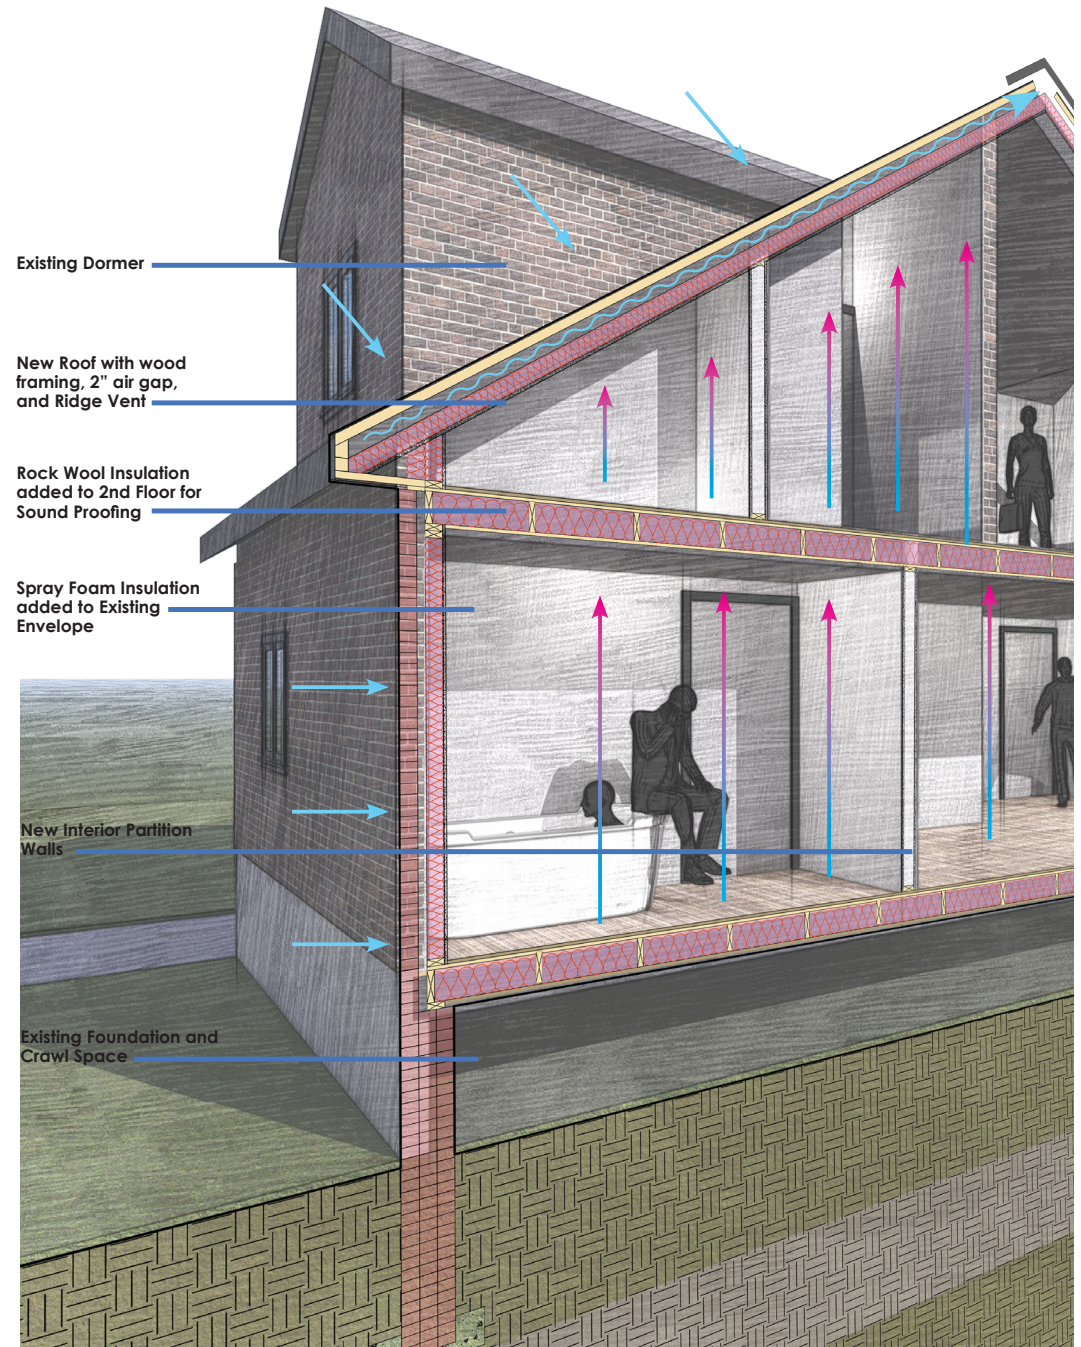 Existing Dormer
New Roof with wood
framing, 2” air gap,
and Ridge Vent
Rock Wool Insulation
added to 2nd Floor for
Sound Proofing
Spray Foam Insulation
added to Existing
Envelope
New Interior Partition
Walls
Existing Foundation and
Crawl Space